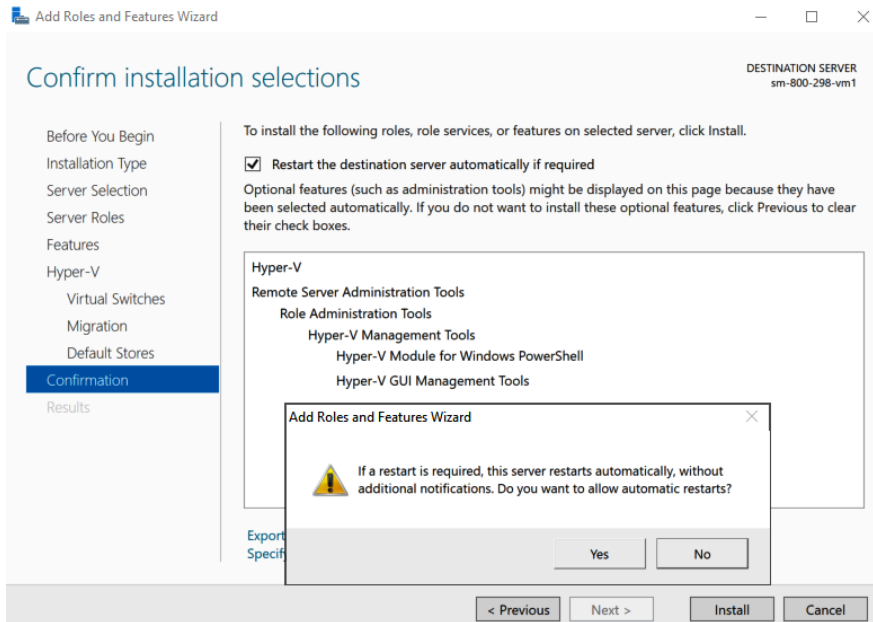 Add Roles and Features Wizard
Confirm installation selections
DESTINATION SERVER
sm-800-298-vm1
Before You Begin
Installation Type
Server Selection
Server Roles
Features
Hyper-V
Virtual Switches
Migration
Default Stores
Confirmation
Results
To install the following roles, role services, or features on selected server, click Install.
Restart the destination server automatically if required
Optional features (such as administration tools) might be displayed on this page because they have
been selected automatically. If you do not want to install these optional features, click Previous to clear
their check boxes.
Hyper-V
Remote Server Administration Tools
Role Administration Tools
Hyper-V Management Tools
Hyper-V Module for Windows PowerShell
Hyper-V GUI Management Tools
Add Roles and Features Wizard
If a restart is required, this server restarts automatically, without
additional notifications. Do you want to allow automatic restarts?
Yes No
Export
< Previous Next > Install Cancel